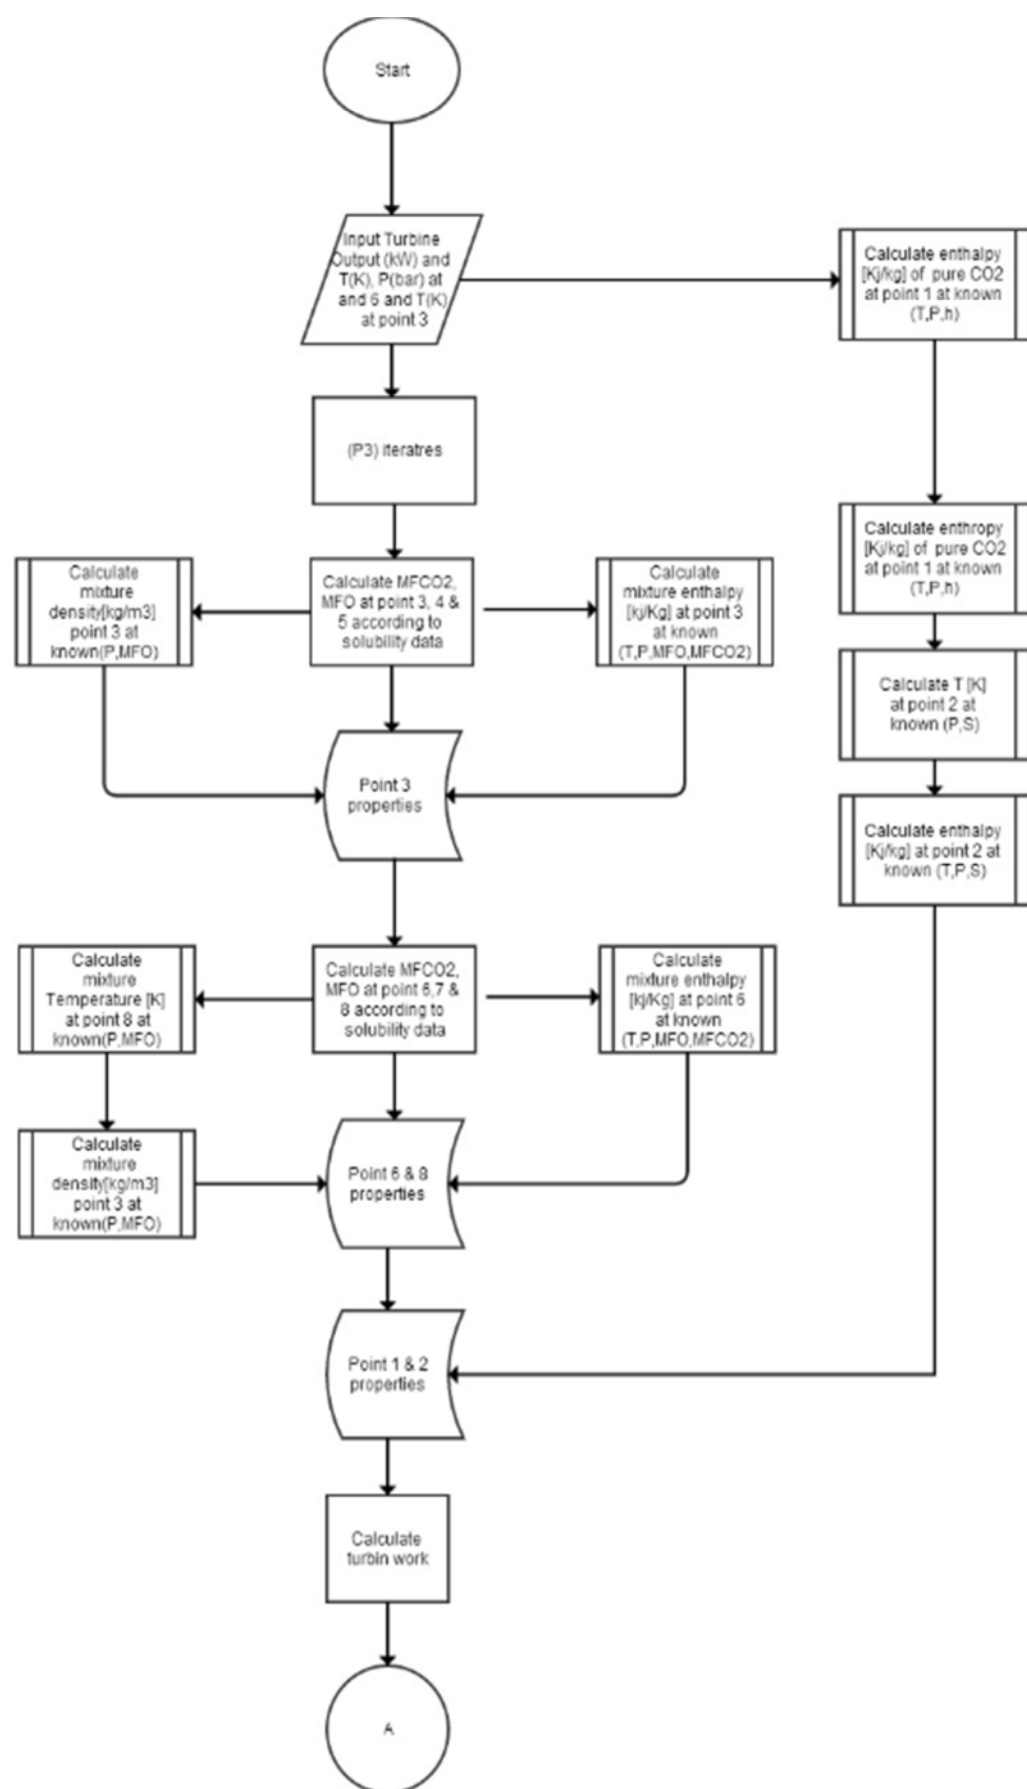 Start
Input Turbine
Output (kW) and
T(K), P(bar) at
and 6 and T(K)
at point 3
Calculate enthalpy
[Kj/kg] of pure CO2
at point 1 at known
(T,P,h)
(P3) iteratres
Calculate enthropy
[Kj/kg] of pure CO2
at point 1 at known
(T,P,h)
Calculate
mixture
density[kg/m3]
point 3 at
known(P,MFO)
Calculate MFCO2,
MFO at point 3, 4 &
5 according to
solubility data
Calculate
mixture enthalpy
[kj/Kg] at point 3
at known
(T,P,MFO,MFCO2)
Calculate T [K]
at point 2 at
known (P,S)
Point 3
properties
Calculate enthalpy
[Kj/kg] at point 2 at
known (T,P,S)
Calculate
mixture
Temperature [K]
at point 8 at
known(P,MFO)
Calculate MFCO2,
MFO at point 6,7 &
8 according to
solubility data
Calculate
mixture enthalpy
[kj/Kg] at point 6
at known
(T,P,MFO,MFCO2)
Calculate
mixture
density[kg/m3]
point 3 at
known(P,MFO)
Point 6 & 8
properties
Point 1 & 2
properties
Calculate
turbin work
A